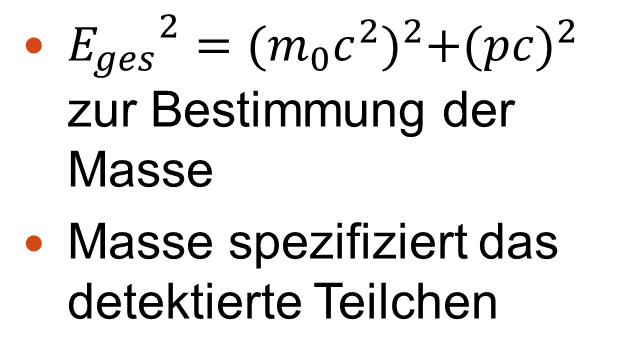 • E_ges² = (m₀c²)²+(pc)²
zur Bestimmung der
Masse
• Masse spezifiziert das
detektierte Teilchen